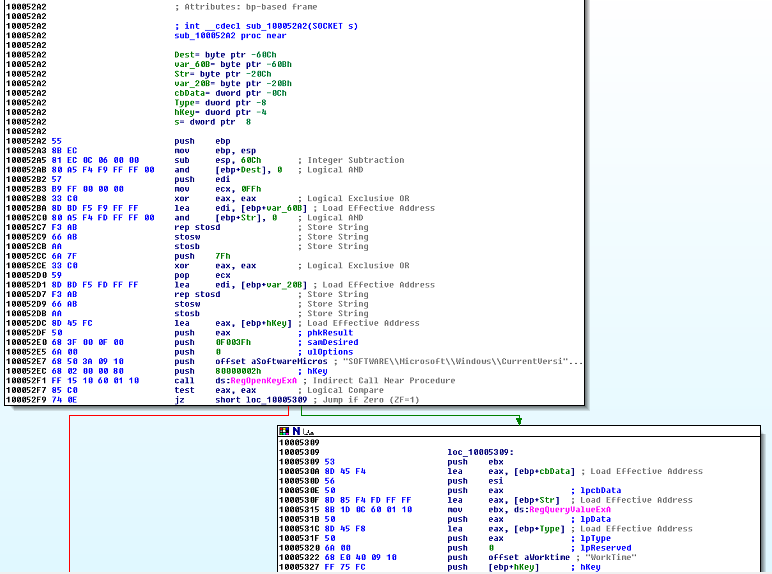 100052A2 ; Attributes: bp-based frame
100052A2
100052A2 ; int __cdecl sub_100052A2(SOCKET s)
100052A2 sub_100052A2 proc near
100052A2
100052A2 Dest= byte ptr -60Ch
100052A2 var_60B= byte ptr -60Bh
100052A2 Str= byte ptr -20Ch
100052A2 var_20B= byte ptr -20Bh
100052A2 cbData= dword ptr -0Ch
100052A2 Type= dword ptr -8
100052A2 hKey= dword ptr -4
100052A2 s= dword ptr 8
100052A2
100052A2 55 push ebp
100052A3 8B EC mov ebp, esp
100052A5 81 EC 0C 06 00 00 sub esp, 60Ch ; Integer Subtraction
100052AB 80 A5 F4 F9 FF FF 00 and [ebp+Dest], 0 ; Logical AND
100052B2 57 push edi
100052B3 B9 FF 00 00 00 mov ecx, 0FFh
100052B8 33 C0 xor eax, eax ; Logical Exclusive OR
100052BA 8D BD F5 F9 FF FF lea edi, [ebp+var_60B] ; Load Effective Address
100052C0 80 A5 F4 FD FF FF 00 and [ebp+Str], 0 ; Logical AND
100052C7 F3 AB rep stosd ; Store String
100052C9 66 AB stosw ; Store String
100052CB AA stosb ; Store String
100052CC 6A 7F push 7Fh
100052CE 33 C0 xor eax, eax ; Logical Exclusive OR
100052D0 59 pop ecx
100052D1 8D BD F5 FD FF FF lea edi, [ebp+var_20B] ; Load Effective Address
100052D7 F3 AB rep stosd ; Store String
100052D9 66 AB stosw ; Store String
100052DB AA stosb ; Store String
100052DC 8D 45 FC lea eax, [ebp+hKey] ; Load Effective Address
100052DF 50 push eax ; phkResult
100052E0 68 3F 00 0F 00 push 0F003Fh ; samDesired
100052E5 6A 00 push 0 ; ulOptions
100052E7 68 50 3A 09 10 push offset aSoftwareMicros ; "SOFTWARE\\Microsoft\\Windows\\CurrentVersi"...
100052EC 68 02 00 00 80 push 80000002h ; hKey
100052F1 FF 15 10 60 01 10 call ds:RegOpenKeyExA ; Indirect Call Near Procedure
100052F7 85 C0 test eax, eax ; Logical Compare
100052F9 74 0E jz short loc_10005309 ; Jump if Zero (ZF=1)
10005309
10005309 loc_10005309:
10005309 53 push ebx
1000530A 8D 45 F4 lea eax, [ebp+cbData] ; Load Effective Address
1000530D 56 push esi
1000530E 50 push eax ; lpcbData
1000530F 8D 85 F4 FD FF FF lea eax, [ebp+Str] ; Load Effective Address
10005315 8B 1D 0C 60 01 10 mov ebx, ds:RegQueryValueExA
1000531B 50 push eax ; lpData
1000531C 8D 45 F8 lea eax, [ebp+Type] ; Load Effective Address
1000531F 50 push eax ; lpType
10005320 6A 00 push 0 ; lpReserved
10005322 68 E0 40 09 10 push offset aWorktime ; "WorkTime"
10005327 FF 75 FC push [ebp+hKey] ; hKey